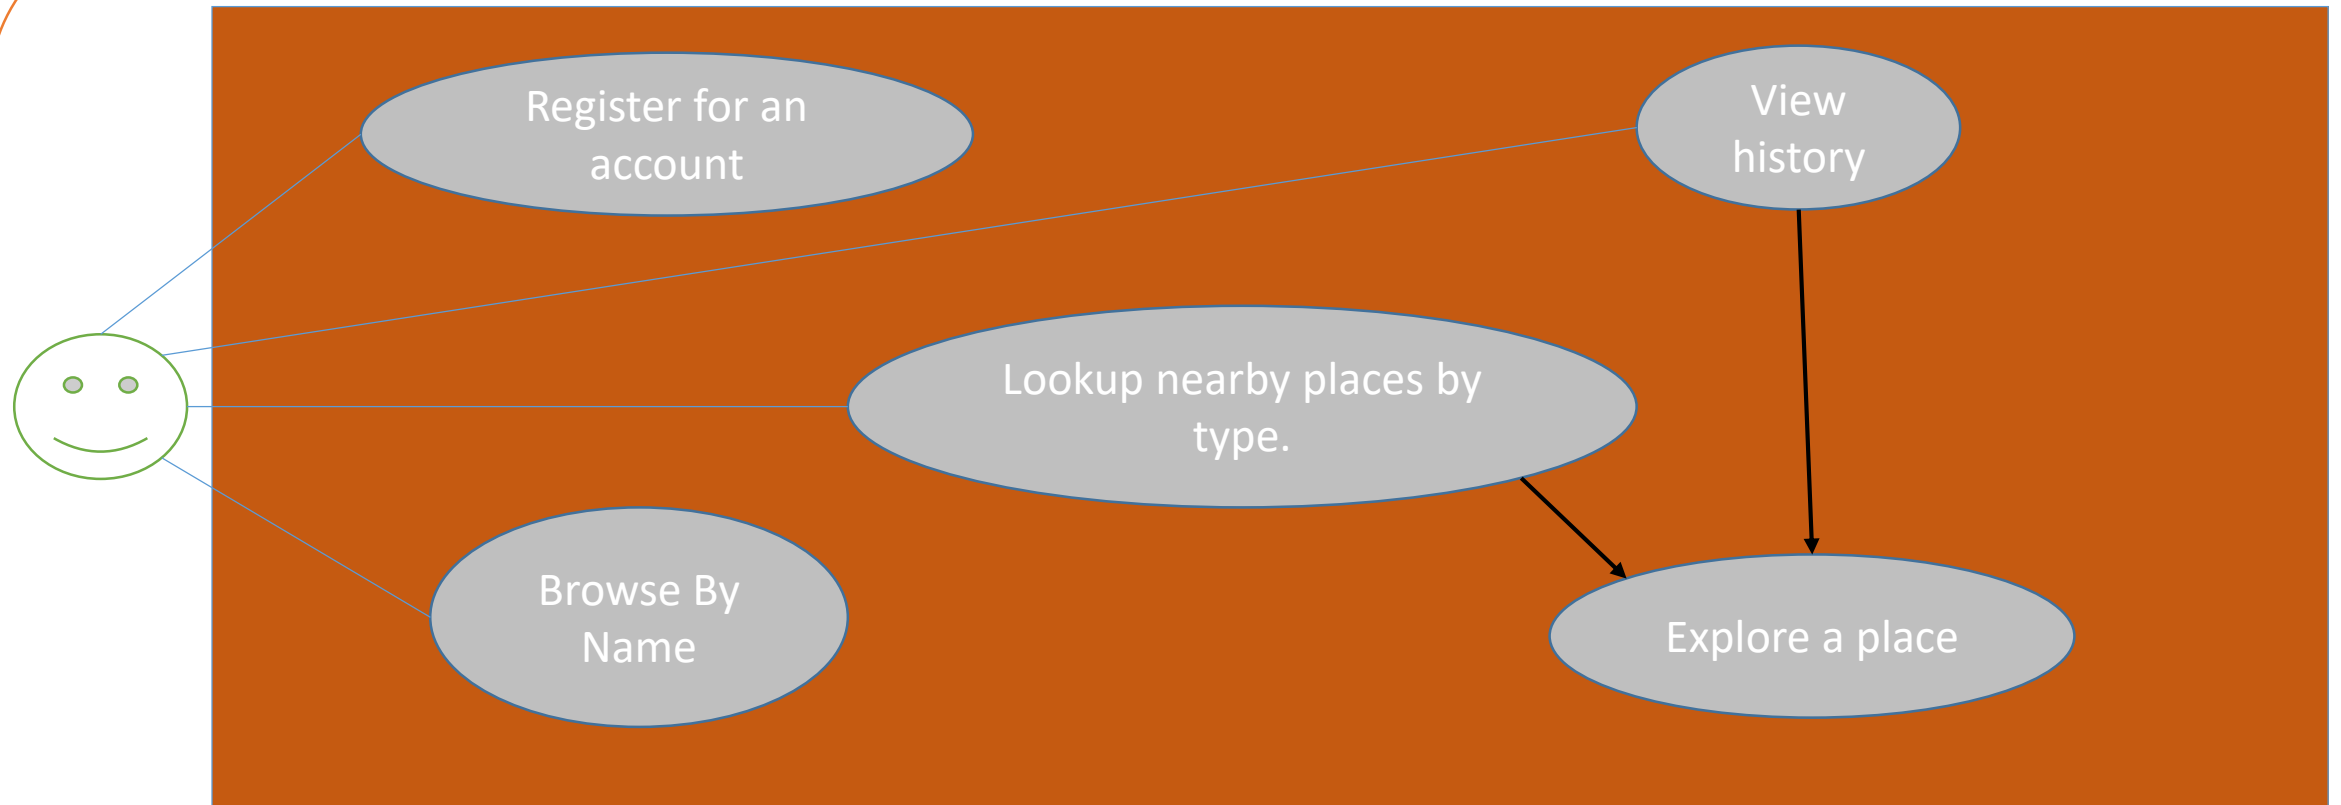 Register for an
account
View
history
Lookup nearby places by
type.
Browse By
Name
Explore a place